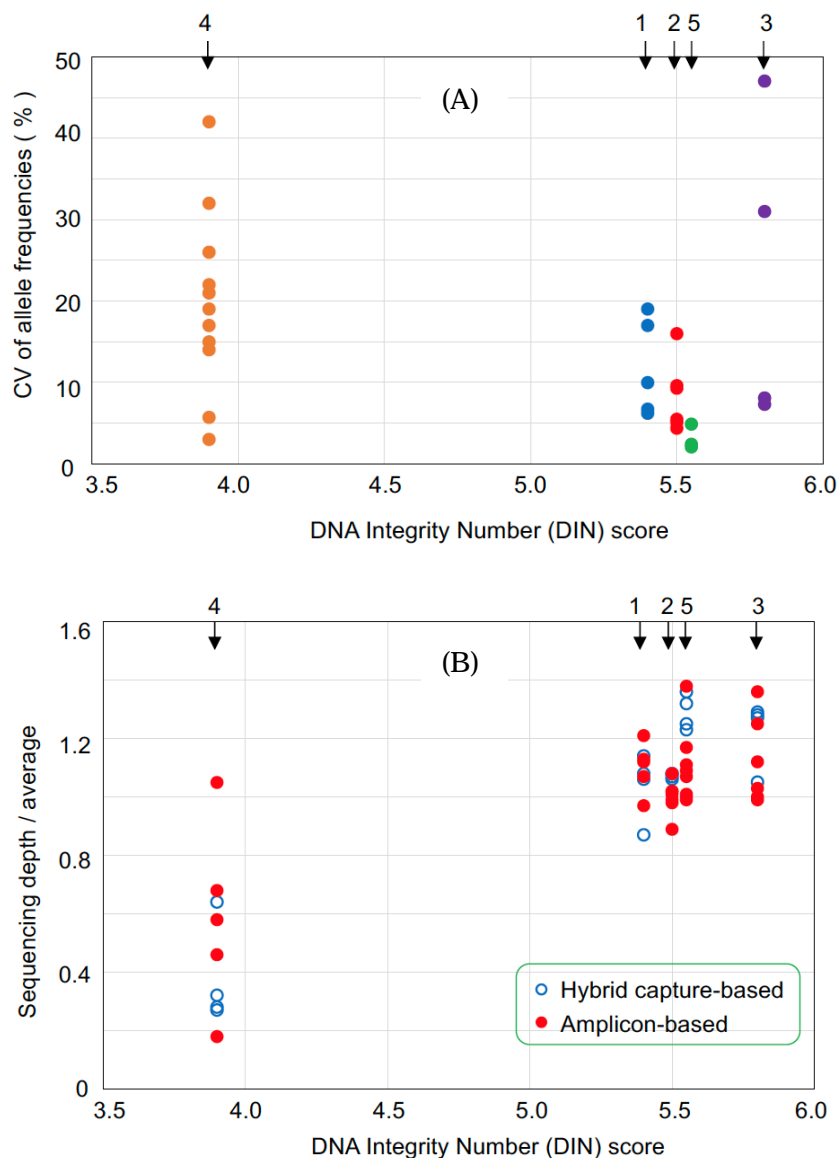 4 1 2 5 3
50
(A)
40
30
20
10
0
3.5 4.0 4.5 5.0 5.5 6.0
CV of allele frequencies ( % )
DNA Integrity Number (DIN) score
4 1 2 5 3
1.6
(B)
1.2
0.8
0.4
0
Hybrid capture-based
Amplicon-based
3.5 4.0 4.5 5.0 5.5 6.0
Sequencing depth / average
DNA Integrity Number (DIN) score